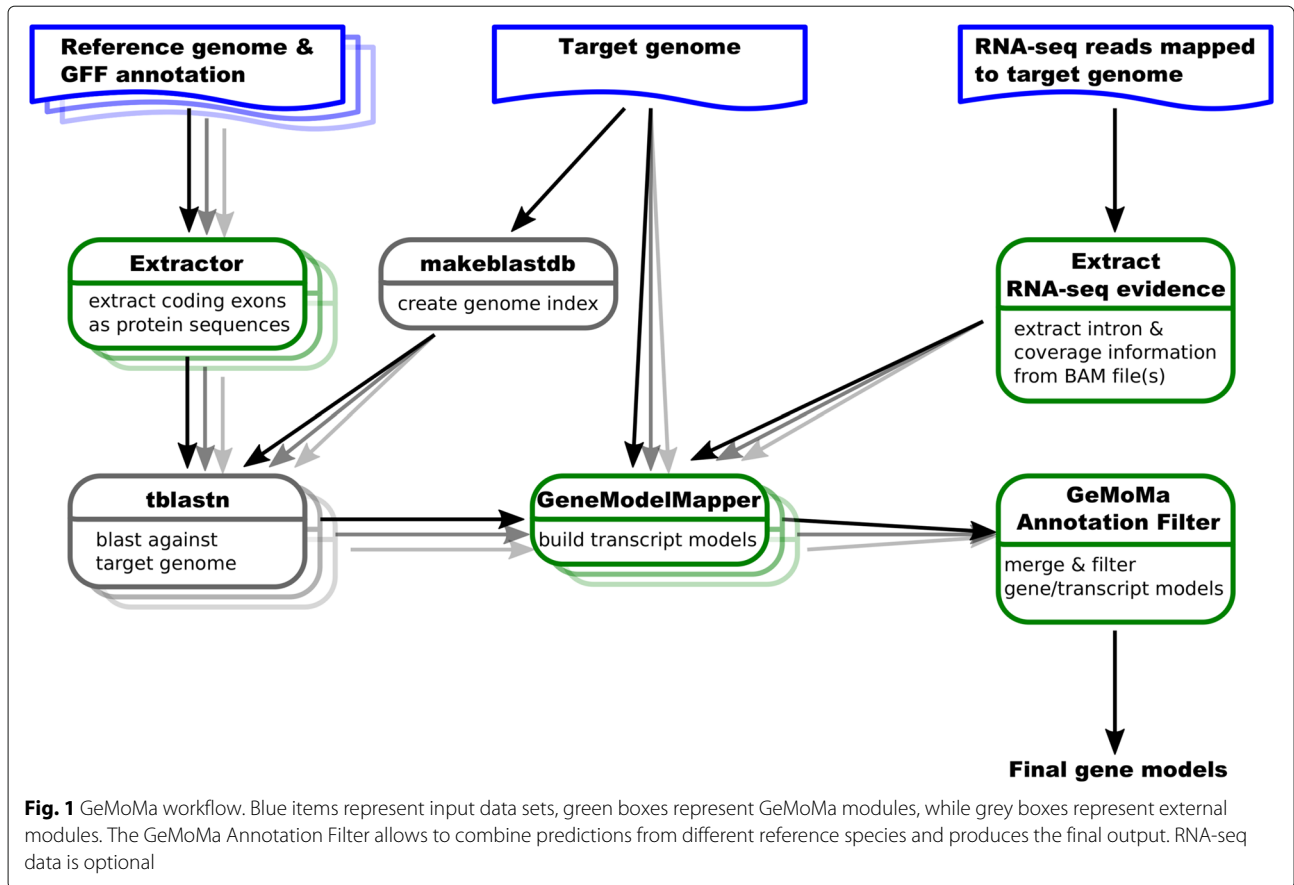 Reference genome &
GFF annotation
Target genome
RNA-seq reads mapped
to target genome
Extractor
extract coding exons
as protein sequences
makeblastdb
create genome index
Extract
RNA-seq evidence
extract intron &
coverage information
from BAM file(s)
tblastn
blast against
target genome
GeneModelMapper
build transcript models
GeMoMa
Annotation Filter
merge & filter
gene/transcript models
Final gene models
Fig. 1 GeMoMa workflow. Blue items represent input data sets, green boxes represent GeMoMa modules, while grey boxes represent external
modules. The GeMoMa Annotation Filter allows to combine predictions from different reference species and produces the final output. RNA-seq
data is optional